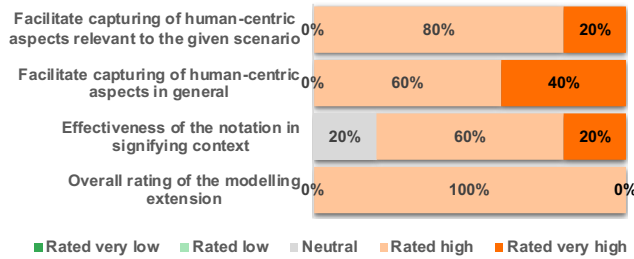 Facilitate capturing of human-centric
aspects relevant to the given scenario
0% 80% 20%
Facilitate capturing of human-centric
aspects in general
0% 60% 40%
Effectiveness of the notation in
signifying context
20% 60% 20%
Overall rating of the modelling
extension
0% 100% 0%
Rated very low Rated low Neutral Rated high Rated very high